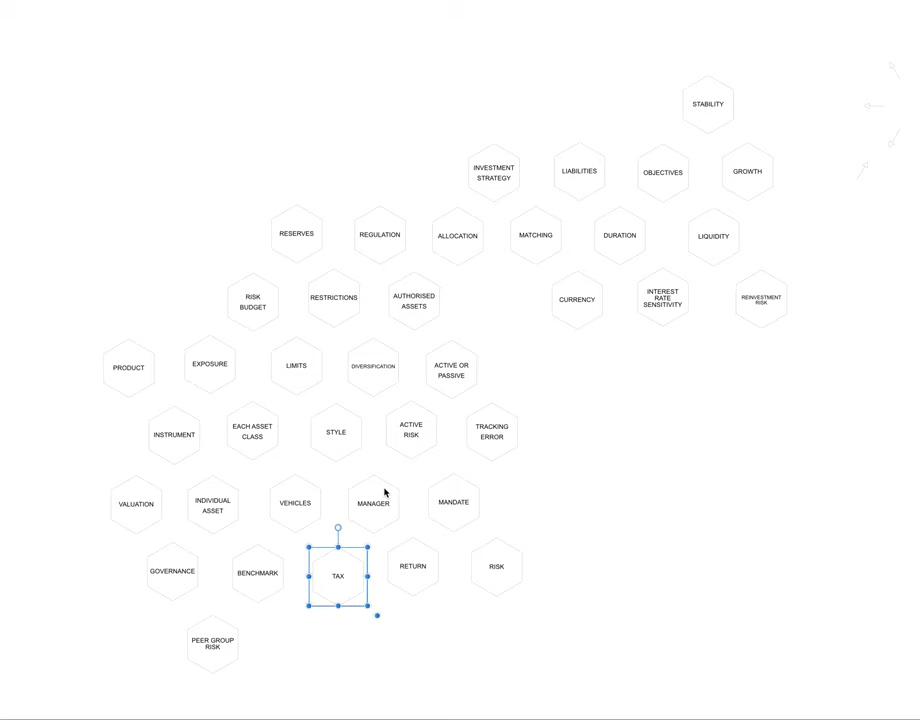 STABILITY
INVESTMENT
STRATEGY
LIABILITIES
OBJECTIVES
GROWTH
RESERVES
REGULATION
ALLOCATION
MATCHING
DURATION
LIQUIDITY
RISK
BUDGET
RESTRICTIONS
AUTHORISED
ASSETS
CURRENCY
INTEREST
RATE
SENSITIVITY
REINVESTMENT
RISK
PRODUCT
EXPOSURE
LIMITS
DIVERSIFICATION
ACTIVE OR
PASSIVE
INSTRUMENT
EACH ASSET
CLASS
STYLE
ACTIVE
RISK
TRACKING
ERROR
VALUATION
INDIVIDUAL
ASSET
VEHICLES
MANAGER
MANDATE
GOVERNANCE
BENCHMARK
TAX
RETURN
RISK
PEER GROUP
RISK